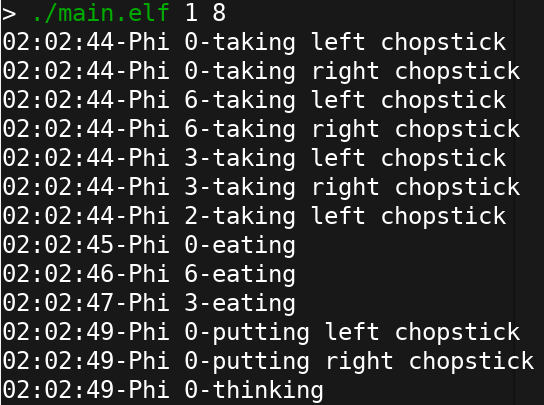 > ./main.elf 1 8
02:02:44-Phi 0-taking left chopstick
02:02:44-Phi 0-taking right chopstick
02:02:44-Phi 6-taking left chopstick
02:02:44-Phi 6-taking right chopstick
02:02:44-Phi 3-taking left chopstick
02:02:44-Phi 3-taking right chopstick
02:02:44-Phi 2-taking left chopstick
02:02:45-Phi 0-eating
02:02:46-Phi 6-eating
02:02:47-Phi 3-eating
02:02:49-Phi 0-putting left chopstick
02:02:49-Phi 0-putting right chopstick
02:02:49-Phi 0-thinking